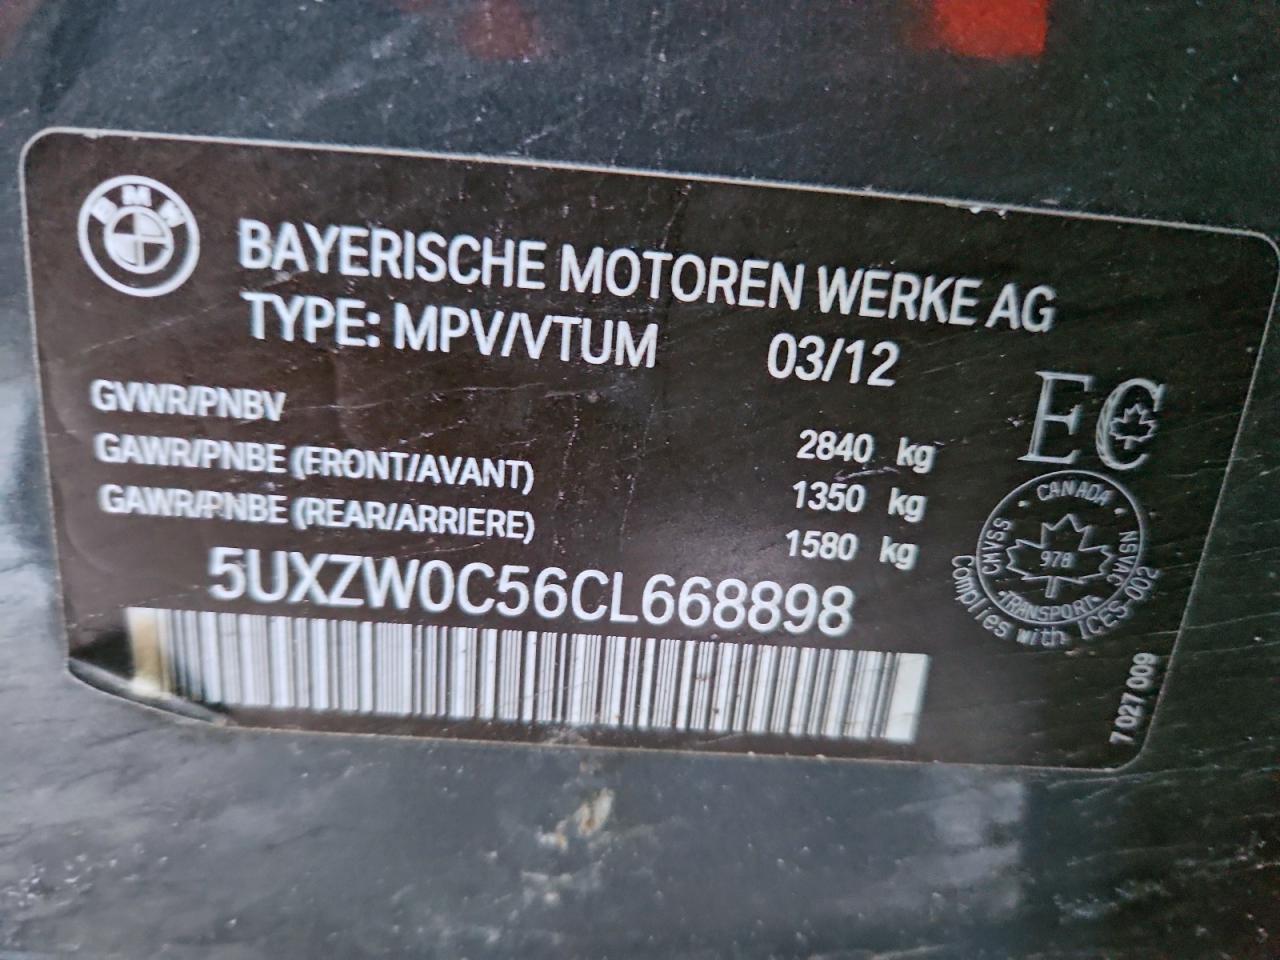 BMW
BAYERISCHE MOTOREN WERKE AG
TYPE: MPV/VTUM 03/12
GVWR/PNBV 2840 kg
GAWR/PNBE (FRONT/AVANT) 1350 kg
GAWR/PNBE (REAR/ARRIERE) 1580 kg
5UXZW0C56CL668898
EC
CANADA
CMVSS NSVAC
978
TRANSPORT
Complies with ICES-002
7 027 009